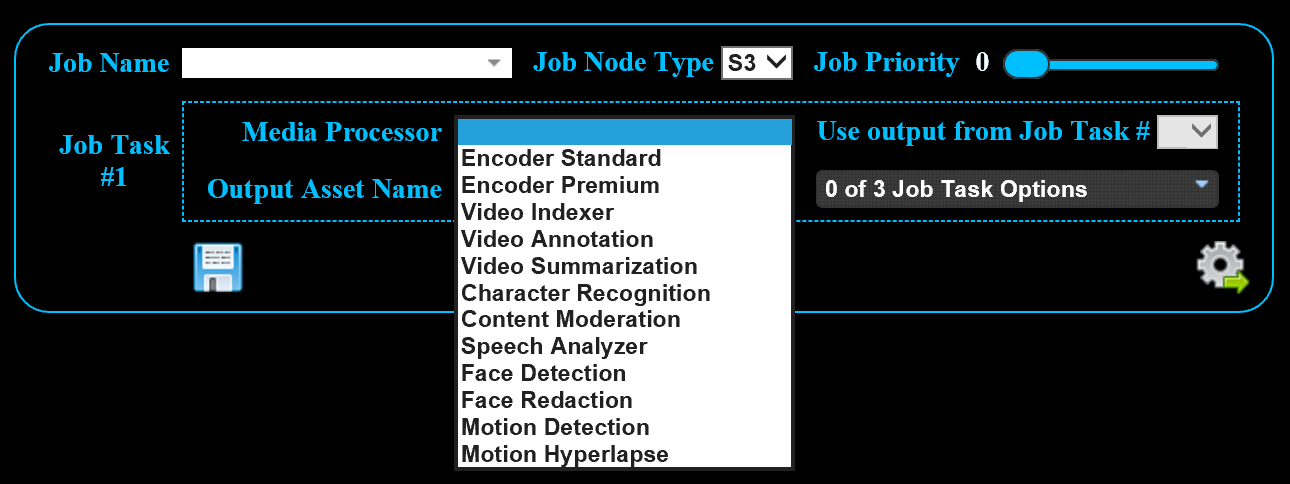 Job Name Job Node Type S3 Job Priority 0
Job Task #1
Media Processor Use output from Job Task #
Output Asset Name 0 of 3 Job Task Options
Encoder Standard
Encoder Premium
Video Indexer
Video Annotation
Video Summarization
Character Recognition
Content Moderation
Speech Analyzer
Face Detection
Face Redaction
Motion Detection
Motion Hyperlapse